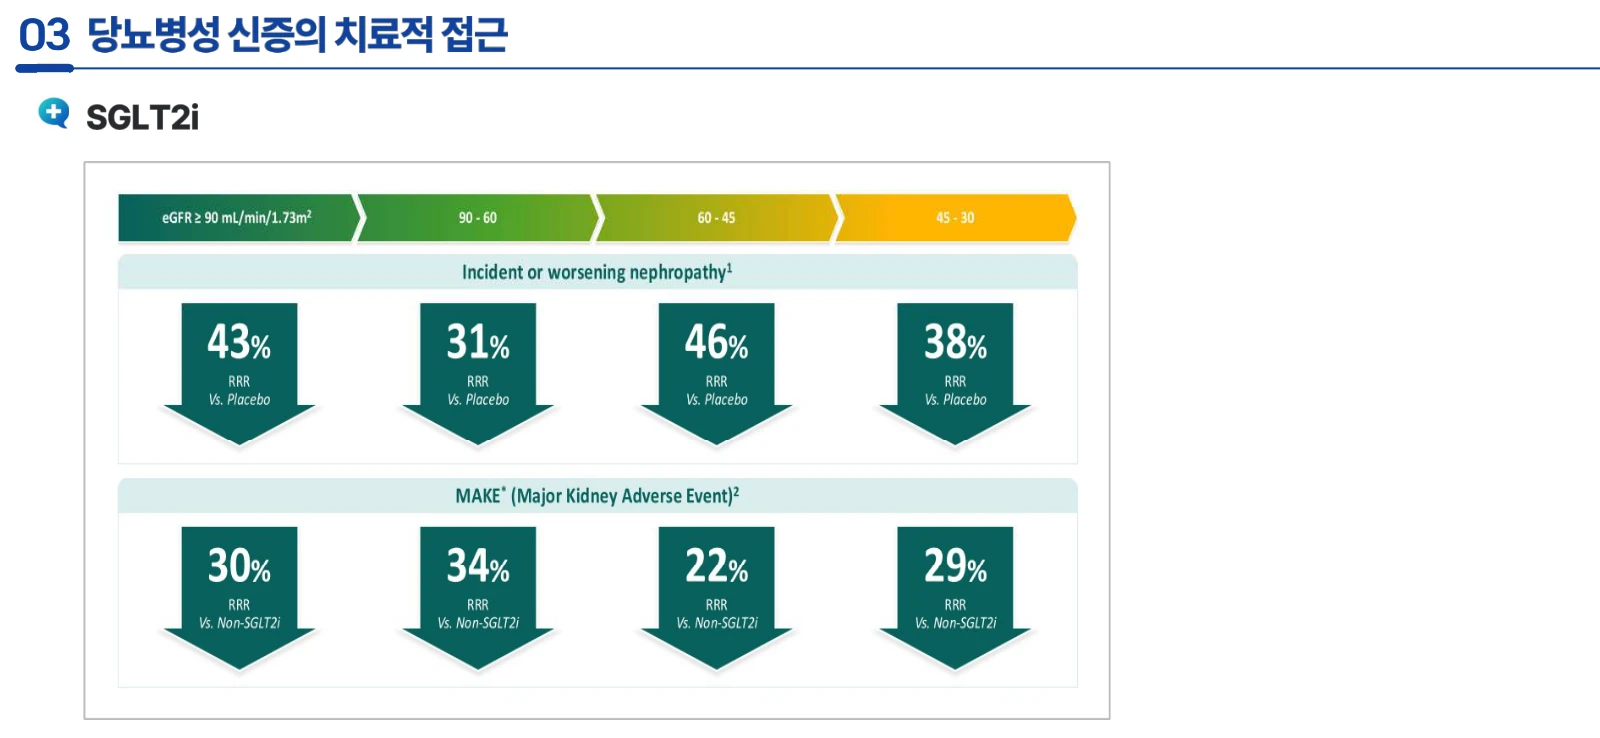 03 당뇨병성 신증의 치료적 접근
SGLT2i
eGFR ≥ 90 mL/min/1.73m²
90 - 60
60 - 45
45 - 30
Incident or worsening nephropathy¹
43%
RRR
Vs. Placebo
31%
RRR
Vs. Placebo
46%
RRR
Vs. Placebo
38%
RRR
Vs. Placebo
MAKE* (Major Kidney Adverse Event)²
30%
RRR
Vs. Non-SGLT2i
34%
RRR
Vs. Non-SGLT2i
22%
RRR
Vs. Non-SGLT2i
29%
RRR
Vs. Non-SGLT2i